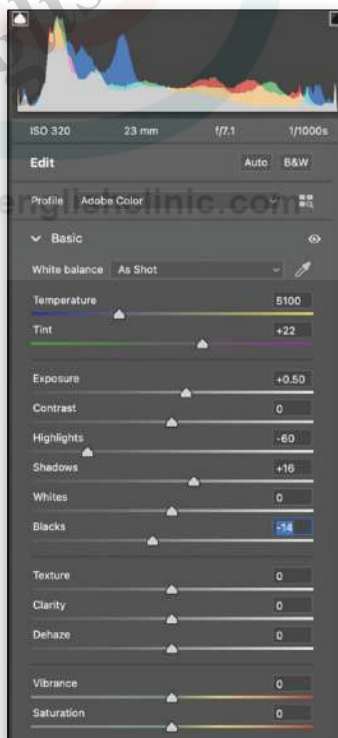 ISO 320 23 mm f/7.1 1/1000s
Edit Auto B&W
Profile Adobe Color
englishclinic.com
Basic
White balance As Shot
Temperature 5100
Tint +22
Exposure +0.50
Contrast 0
Highlights -60
Shadows +16
Whites 0
Blacks -14
Texture 0
Clarity 0
Dehaze 0
Vibrance 0
Saturation 0